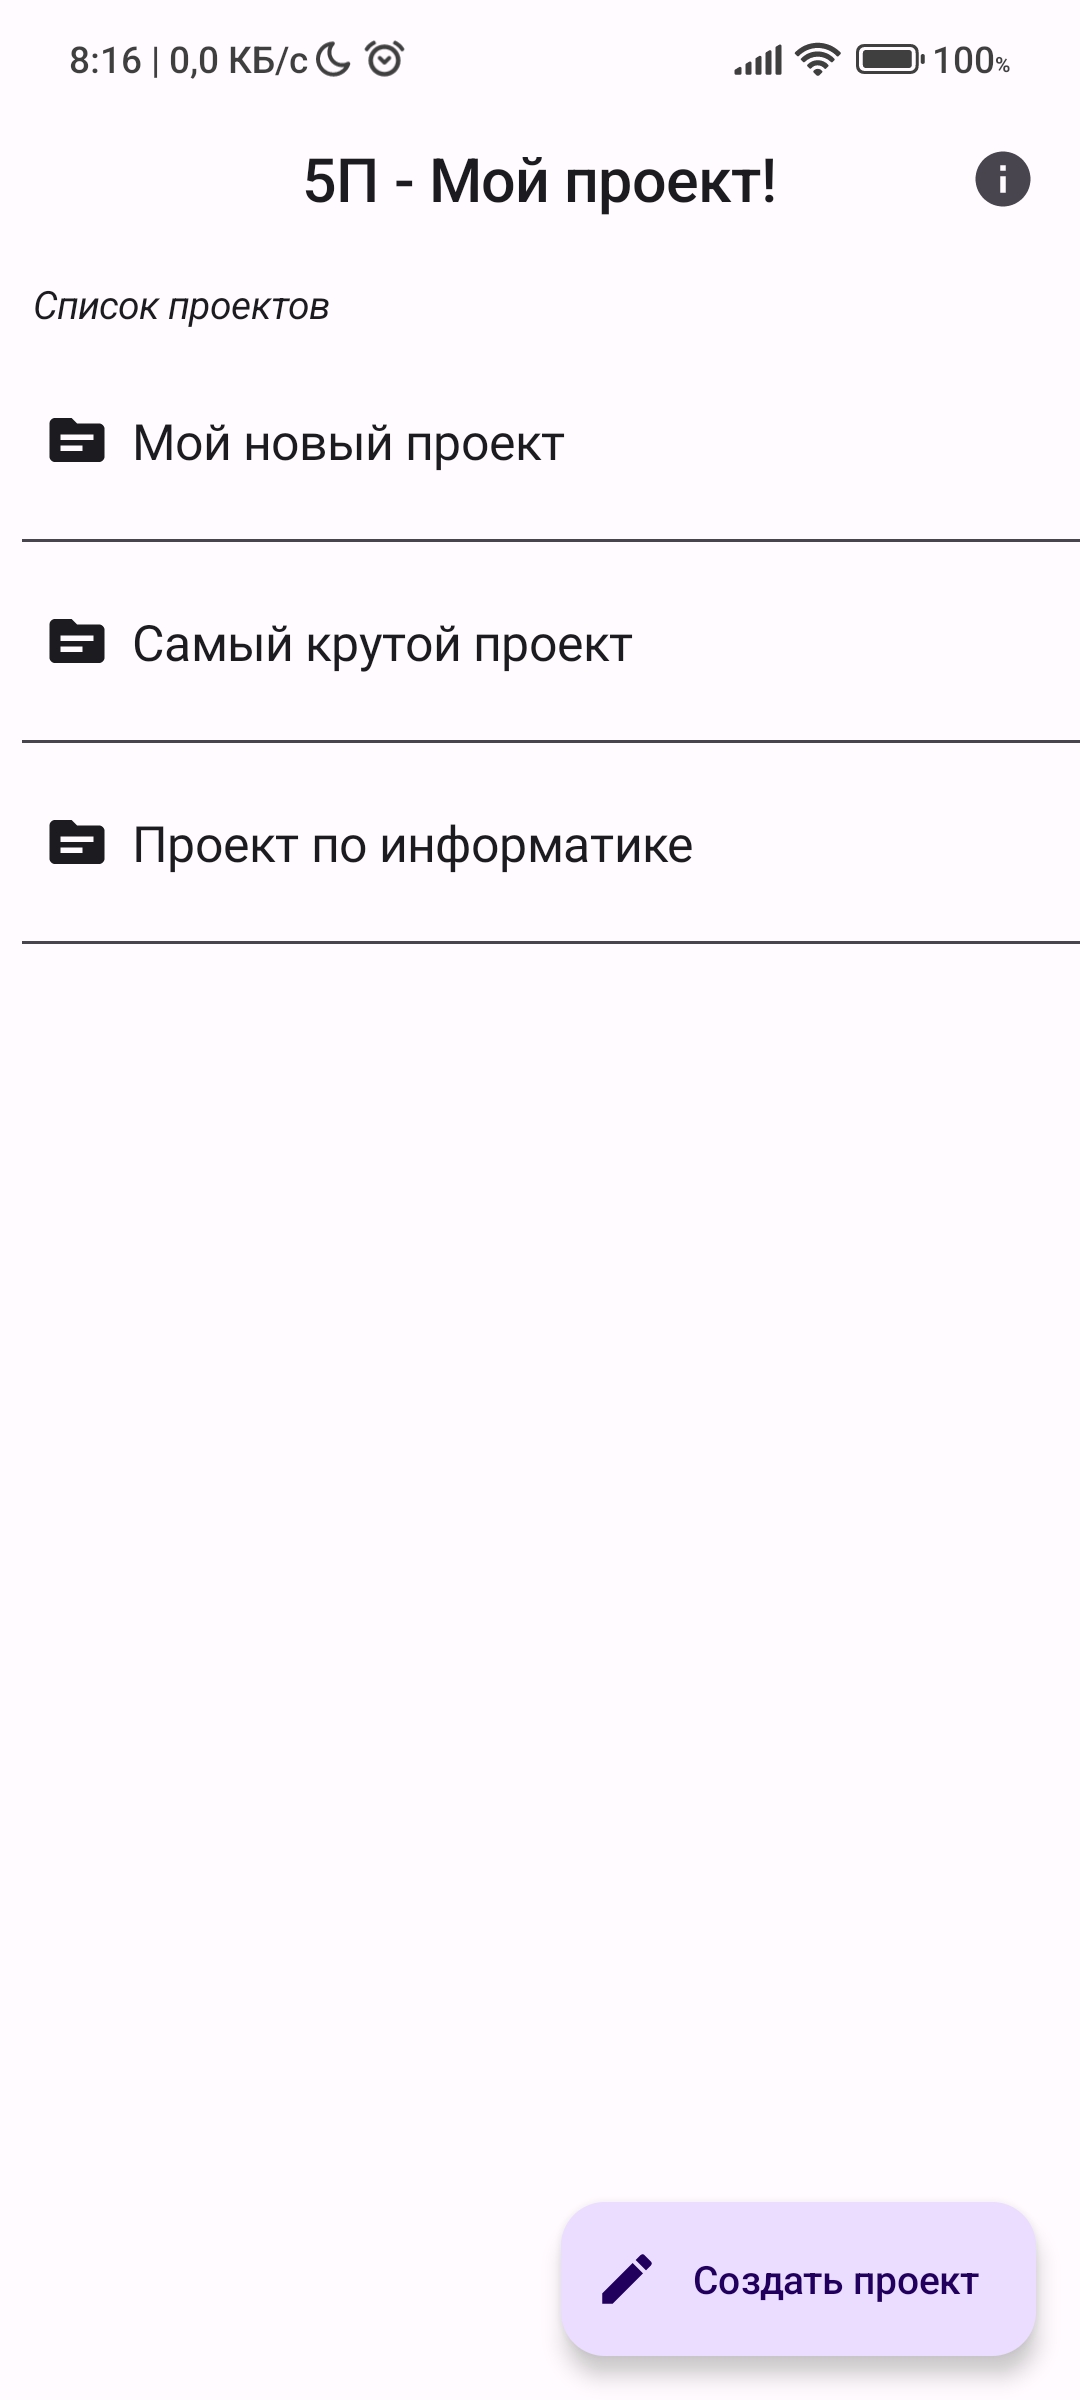 8:16 | 0,0 КБ/с 100%
5П - Мой проект!
Список проектов
Мой новый проект
Самый крутой проект
Проект по информатике
Создать проект